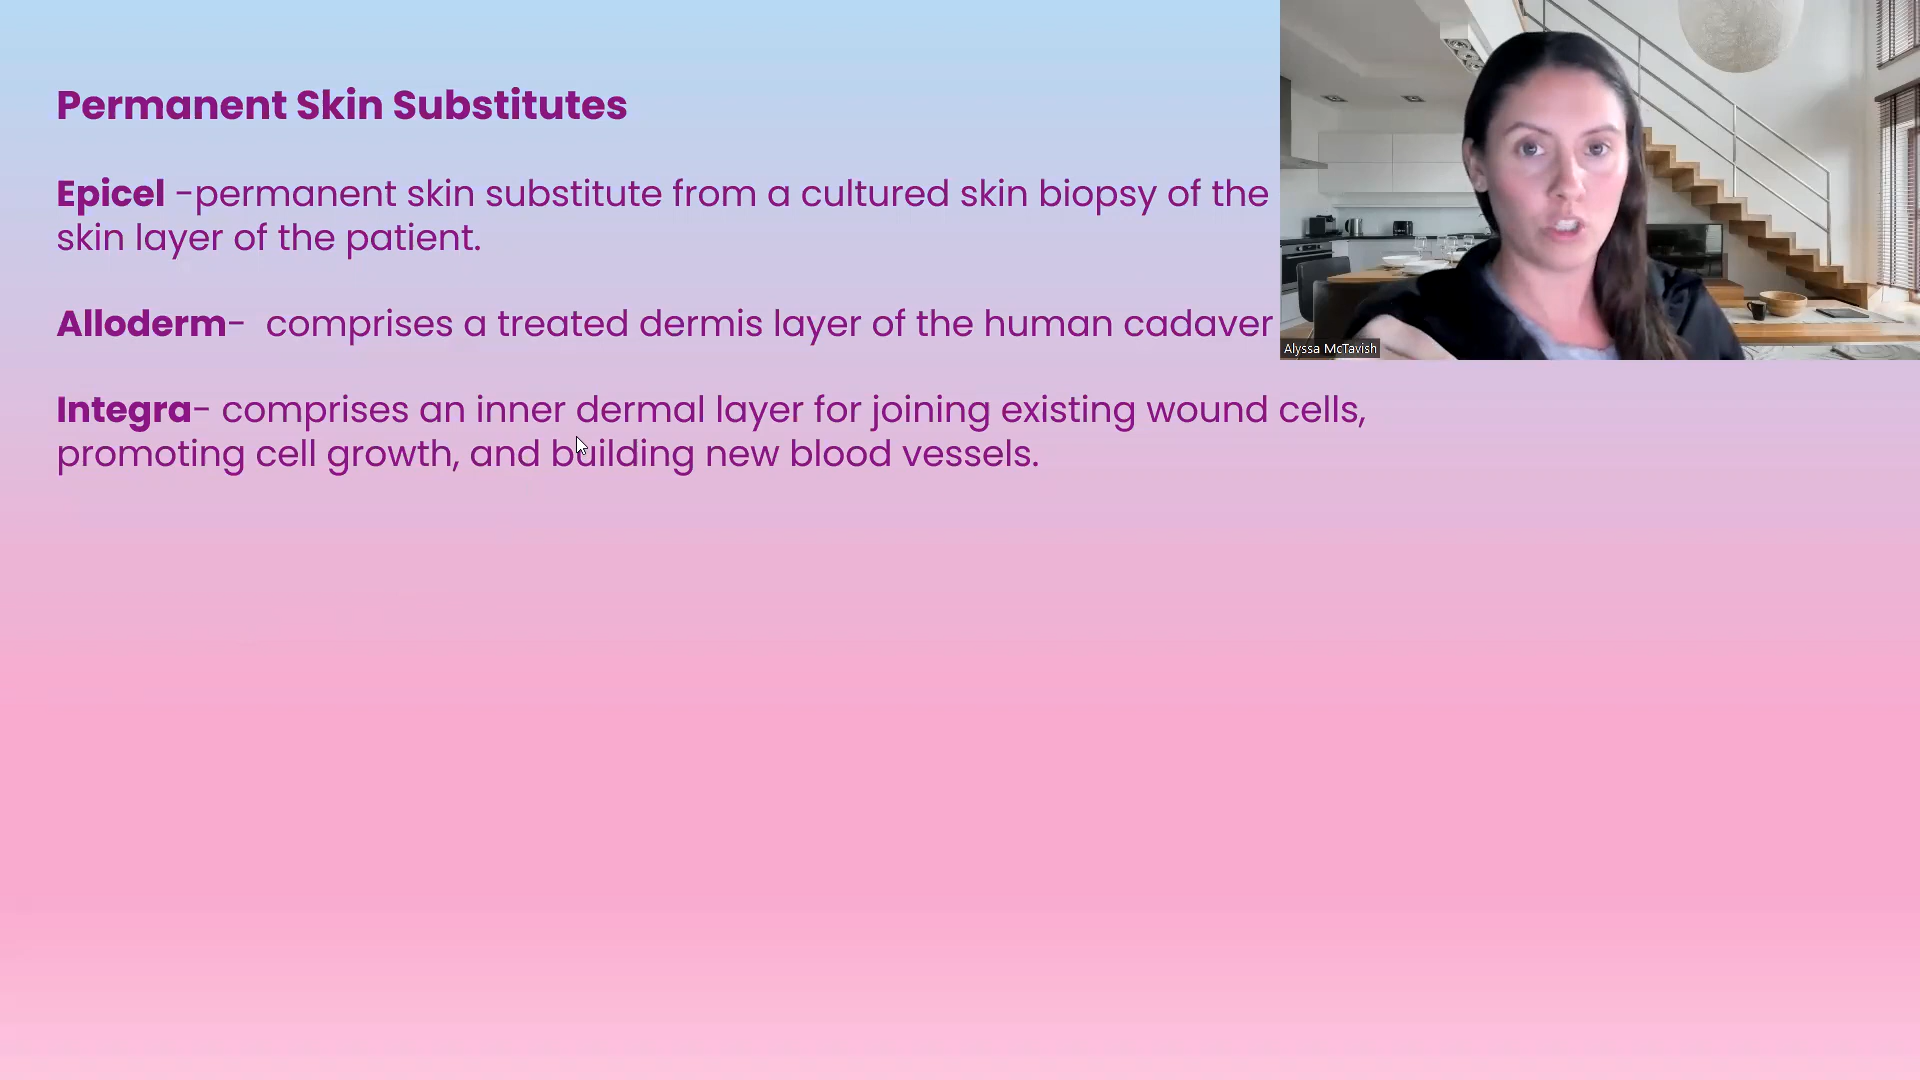 Permanent Skin Substitutes
Epicel -permanent skin substitute from a cultured skin biopsy of the
skin layer of the patient.
Alloderm-  comprises a treated dermis layer of the human cadaver
Integra- comprises an inner dermal layer for joining existing wound cells,
promoting cell growth, and building new blood vessels.
Alyssa McTavish